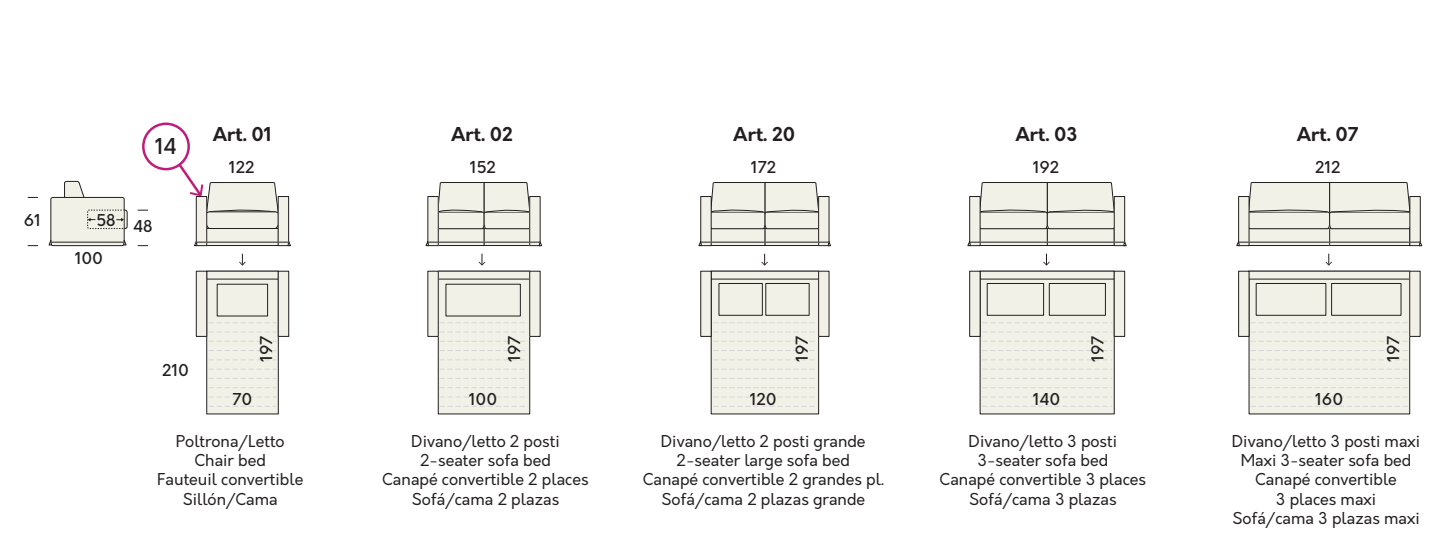 14
61
58
48
100
Art. 01
122
210
197
70
Poltrona/Letto
Chair bed
Fauteuil convertible
Sillón/Cama
Art. 02
152
197
100
Divano/letto 2 posti
2-seater sofa bed
Canapé convertible 2 places
Sofá/cama 2 plazas
Art. 20
172
197
120
Divano/letto 2 posti grande
2-seater large sofa bed
Canapé convertible 2 grandes pl.
Sofá/cama 2 plazas grande
Art. 03
192
197
140
Divano/letto 3 posti
3-seater sofa bed
Canapé convertible 3 places
Sofá/cama 3 plazas
Art. 07
212
197
160
Divano/letto 3 posti maxi
Maxi 3-seater sofa bed
Canapé convertible
3 places maxi
Sofá/cama 3 plazas maxi